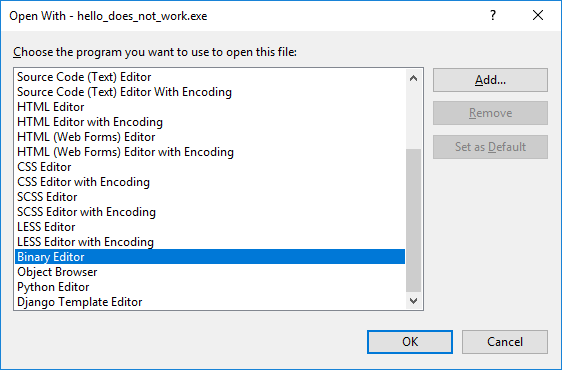 Open With - hello_does_not_work.exe
Choose the program you want to use to open this file:
Source Code (Text) Editor
Source Code (Text) Editor With Encoding
HTML Editor
HTML Editor with Encoding
HTML (Web Forms) Editor
HTML (Web Forms) Editor with Encoding
CSS Editor
CSS Editor with Encoding
SCSS Editor
SCSS Editor with Encoding
LESS Editor
LESS Editor with Encoding
Binary Editor
Object Browser
Python Editor
Django Template Editor
Add...
Remove
Set as Default
OK
Cancel